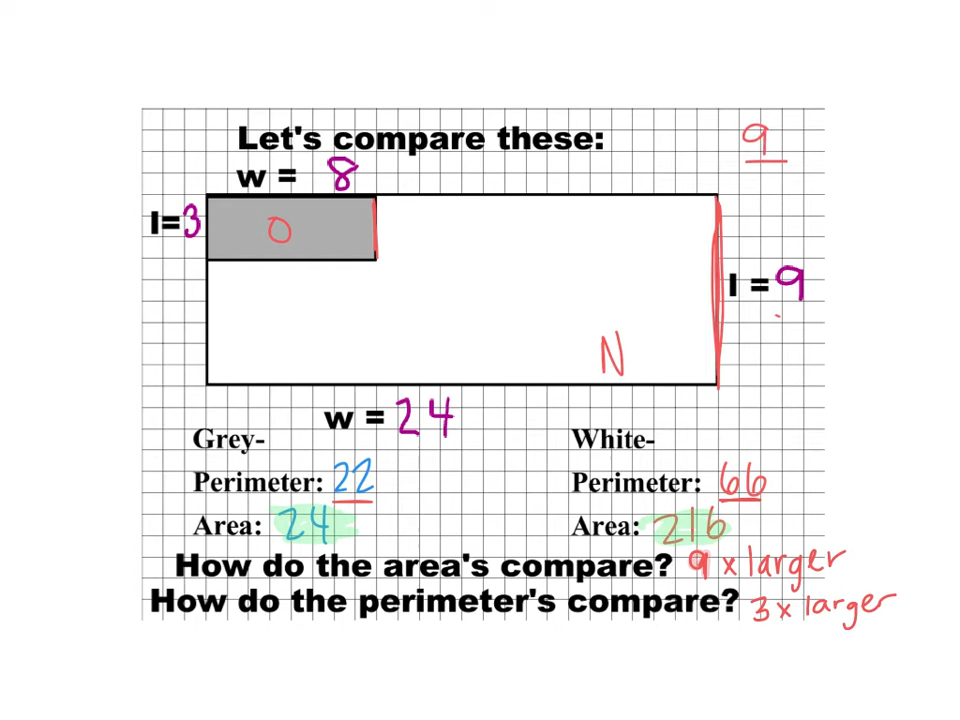 Let's compare these:
9
w = 8
l=3
O
l = 9
N
w = 24
Grey-
White-
Perimeter: 22
Perimeter: 66
Area: 24
Area: 216
How do the area's compare? 9 x larger
How do the perimeter's compare? 3 x larger